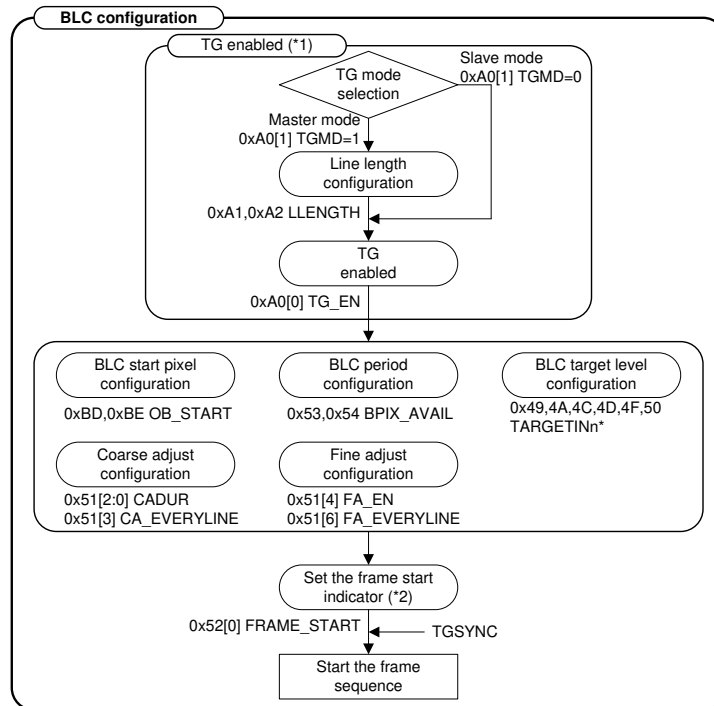 BLC configuration
TG enabled (*1)
TG mode
selection
Slave mode
0xA0[1] TGMD=0
Master mode
0xA0[1] TGMD=1
Line length
configuration
0xA1,0xA2 LLENGTH
TG
enabled
0xA0[0] TG_EN
BLC start pixel
configuration
0xBD,0xBE OB_START
BLC period
configuration
0x53,0x54 BPIX_AVAIL
BLC target level
configuration
0x49,4A,4C,4D,4F,50
TARGETINn*
Coarse adjust
configuration
0x51[2:0] CADUR
0x51[3] CA_EVERYLINE
Fine adjust
configuration
0x51[4] FA_EN
0x51[6] FA_EVERYLINE
Set the frame start
indicator (*2)
0x52[0] FRAME_START
TGSYNC
Start the frame
sequence